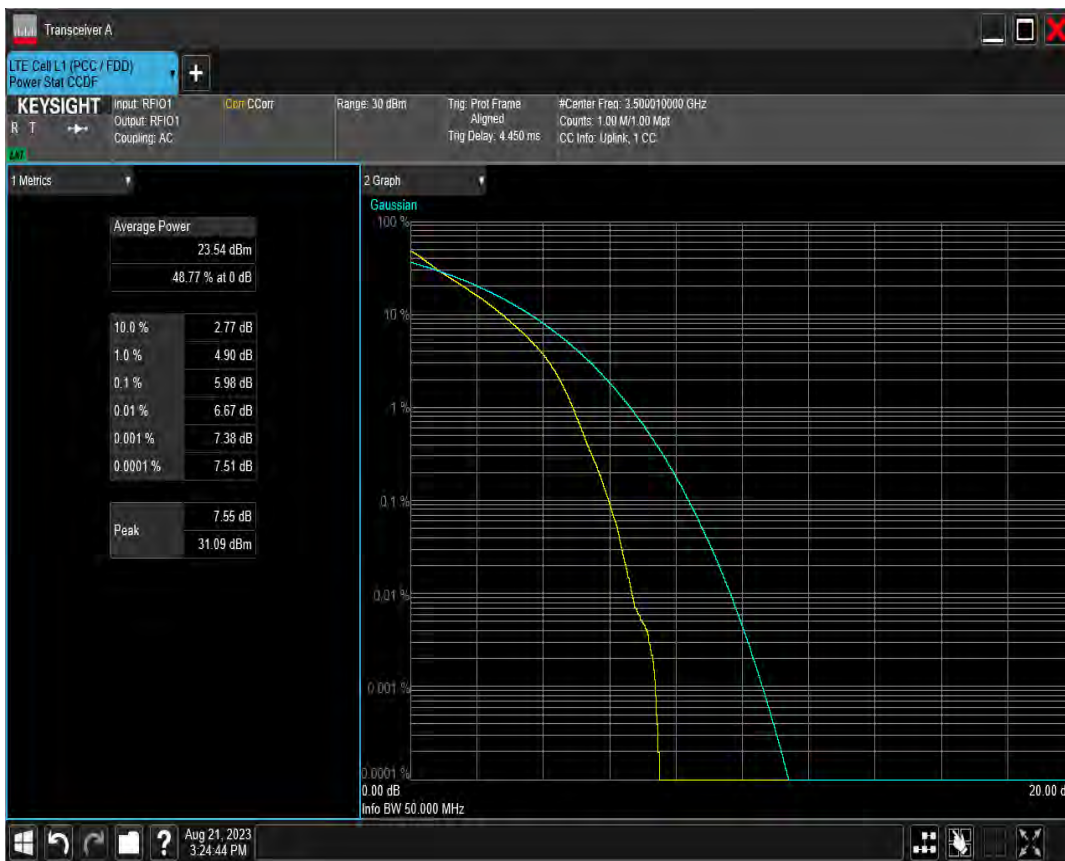 Transceiver A
LTE Cell L1 (PCC / FDD)
Power Stat CCDF
+
KEYSIGHT
R T
LXI
Input: RFIO1
Output: RFIO1
Coupling: AC
Corr CCorr
Range: 30 dBm
Trig: Prot Frame
Aligned
Trig Delay: 4.450 ms
#Center Freq: 3.500010000 GHz
Counts: 1.00 M/1.00 Mpt
CC Info: Uplink, 1 CC
1 Metrics
Average Power
23.54 dBm
48.77 % at 0 dB
10.0 % 2.77 dB
1.0 % 4.90 dB
0.1 % 5.98 dB
0.01 % 6.67 dB
0.001 % 7.38 dB
0.0001 % 7.51 dB
Peak 7.55 dB
31.09 dBm
2 Graph
Gaussian
100 %
10 %
1 %
0.1 %
0.01 %
0.001 %
0.0001 %
0.00 dB 20.00 d
Info BW 50.000 MHz
?
Aug 21, 2023
3:24:44 PM